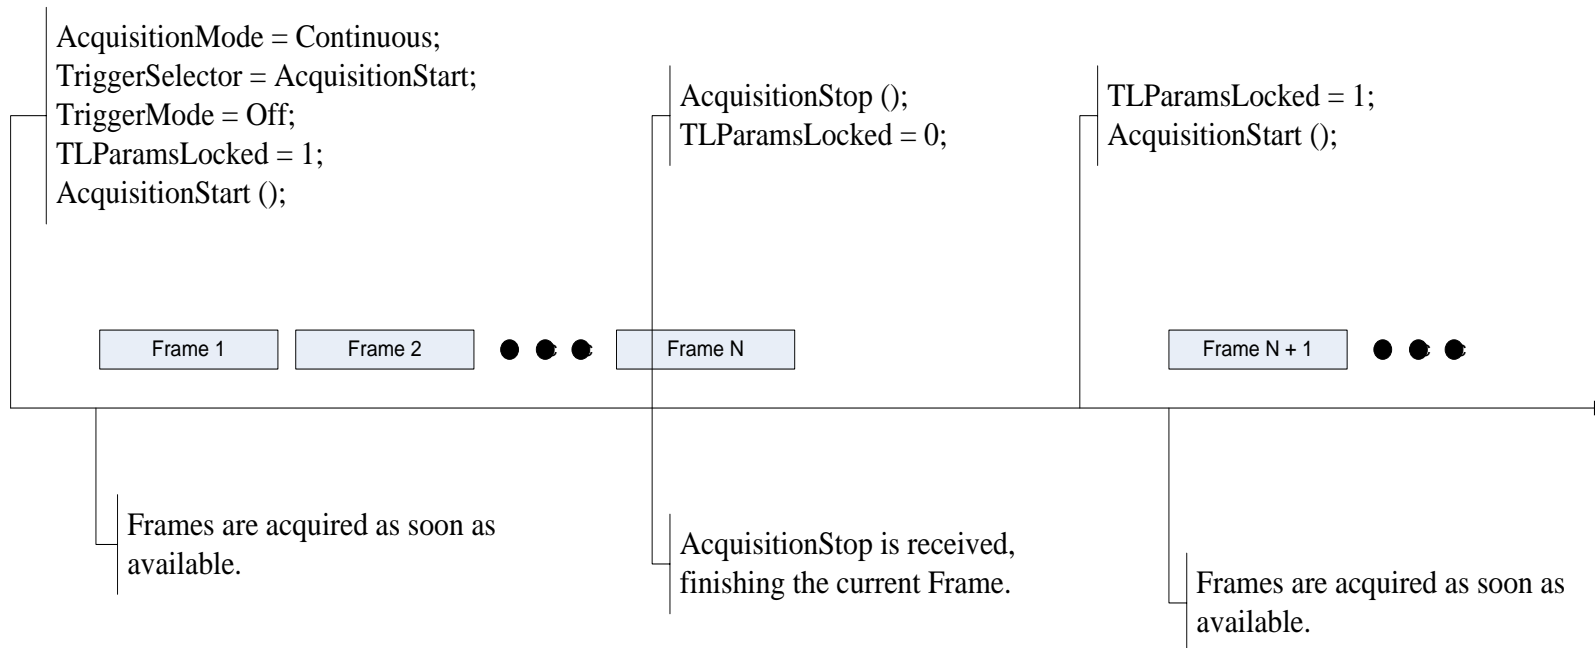 AcquisitionMode = Continuous;
TriggerSelector = AcquisitionStart;
TriggerMode = Off;
TLParamsLocked = 1;
AcquisitionStart ();
AcquisitionStop ();
TLParamsLocked = 0;
TLParamsLocked = 1;
AcquisitionStart ();
Frame 1
Frame 2
Frame N
Frame N + 1
Frames are acquired as soon as
available.
AcquisitionStop is received,
finishing the current Frame.
Frames are acquired as soon as
available.